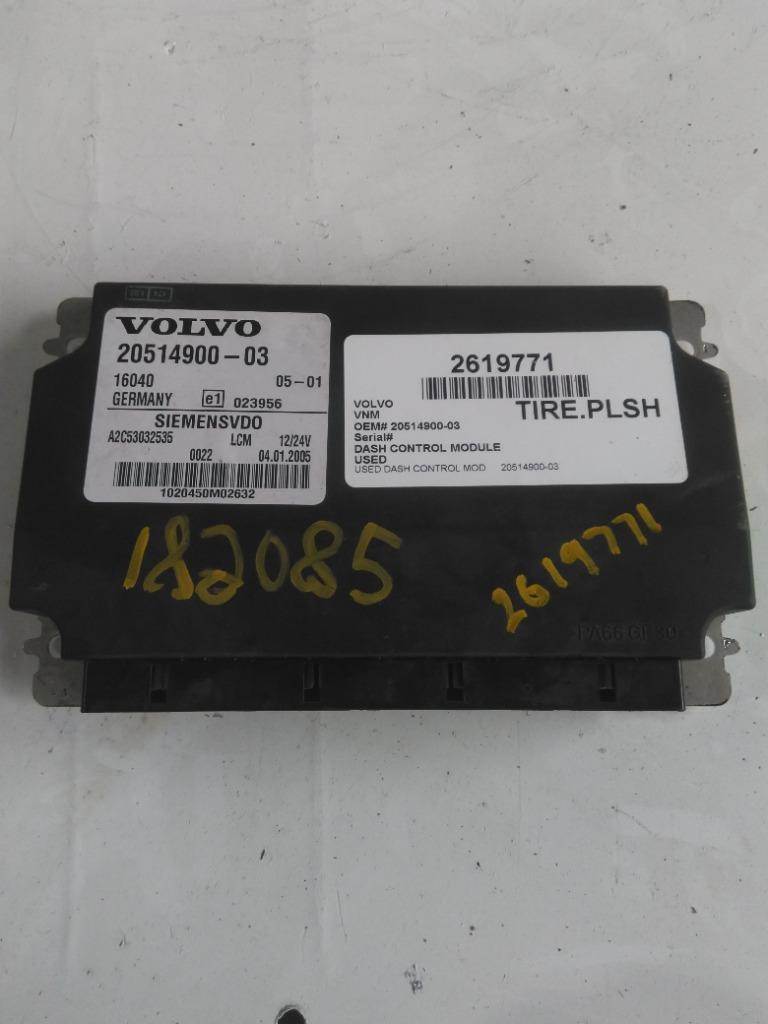 VOLVO
20514900-03
16040 05-01
GERMANY e1 023956
SIEMENSVDO
A2C53032535 LCM 12/24V
0022 04.01.2005
1020450M02632
2619771
TIRE.PLSH
VOLVO
VNM
OEM# 20514900-03
Serial#
DASH CONTROL MODULE
USED
USED DASH CONTROL MOD 20514900-03
182085
2619771